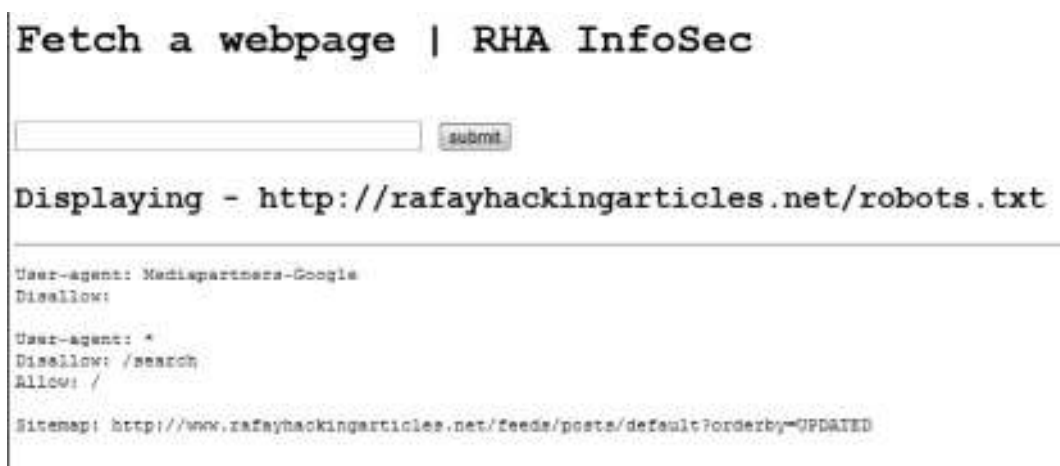 Fetch a webpage | RHA InfoSec
submit
Displaying - http://rafayhackingarticles.net/robots.txt
User-agent: Mediapartners-Google
Disallow:
User-agent: *
Disallow: /search
Allow: /
Sitemap: http://www.rafayhackingarticles.net/feeds/posts/default?orderby=UPDATED